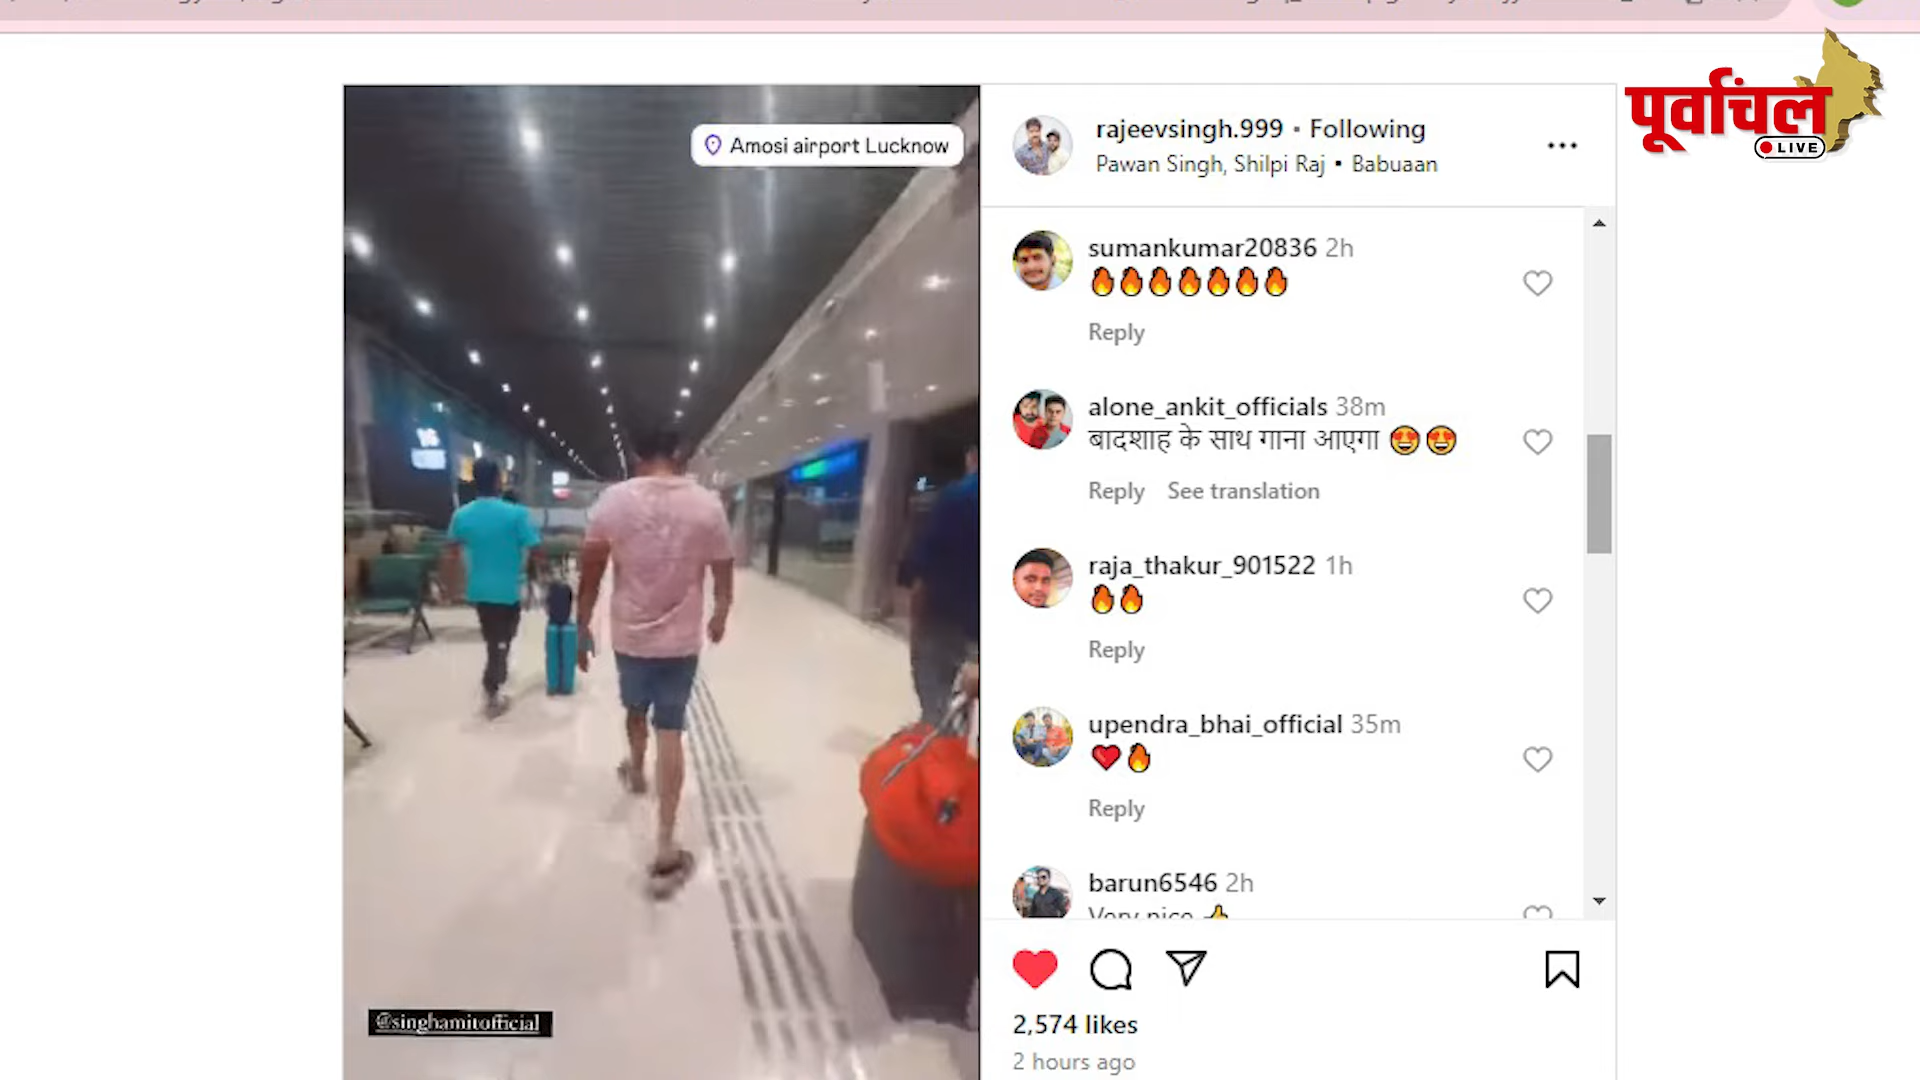 Amosi airport Lucknow
@singhamitofficial
rajeevsingh.999 • Following
Pawan Singh, Shilpi Raj • Babuaan
sumankumar20836 2h
🔥🔥🔥🔥🔥🔥🔥
Reply
alone_ankit_officials 38m
बादशाह के साथ गाना आएगा 😍😍
Reply See translation
raja_thakur_901522 1h
🔥🔥
Reply
upendra_bhai_official 35m
❤️🔥
Reply
barun6546 2h
Very nice 👍
2,574 likes
2 hours ago
पूर्वांचल
LIVE